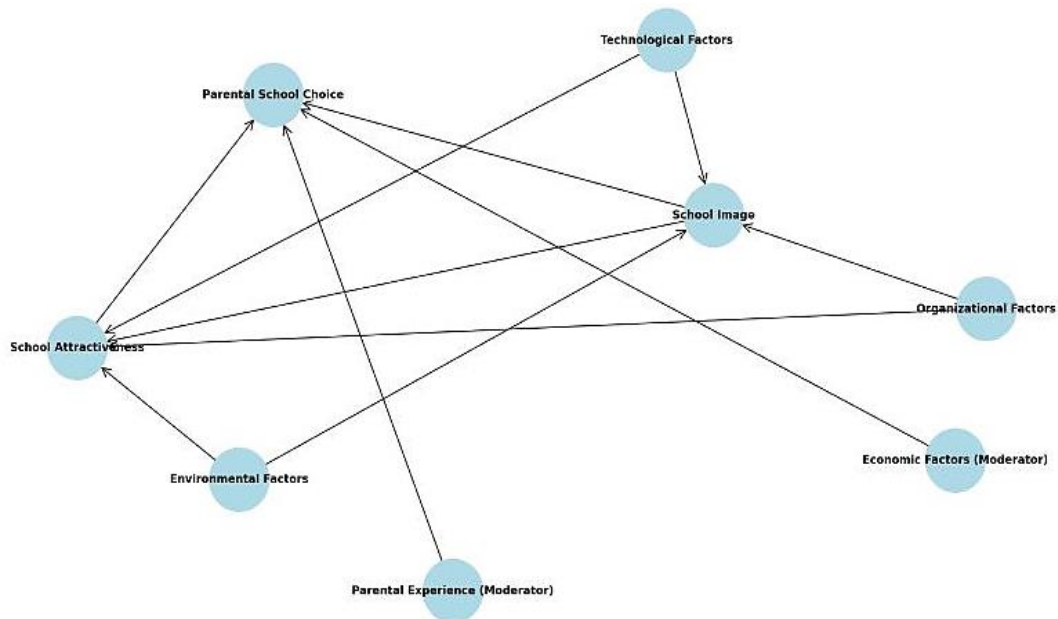 Technological Factors
Parental School Choice
School Image
Organizational Factors
School Attractiveness
Economic Factors (Moderator)
Environmental Factors
Parental Experience (Moderator)